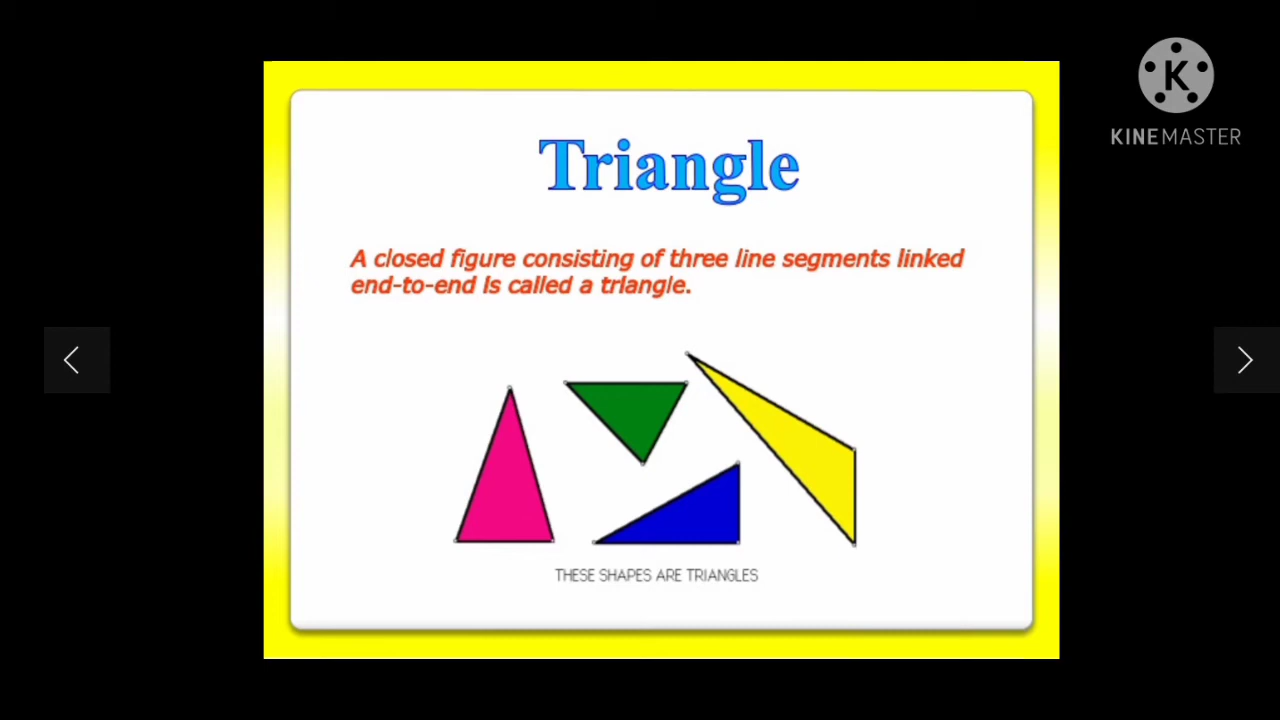 K
KINEMASTER
Triangle
A closed figure consisting of three line segments linked
end-to-end is called a triangle.
THESE SHAPES ARE TRIANGLES